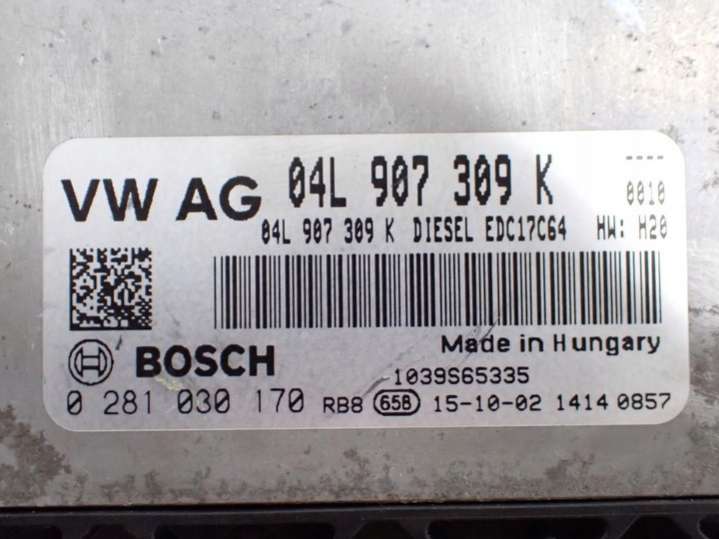 VW AG 04L 907 309 K ----
0010
04L 907 309 K DIESEL EDC17C64 HW: H20
Made in Hungary
BOSCH
1039S65335
0 281 030 170 RB8 658 15-10-02 1414 0857